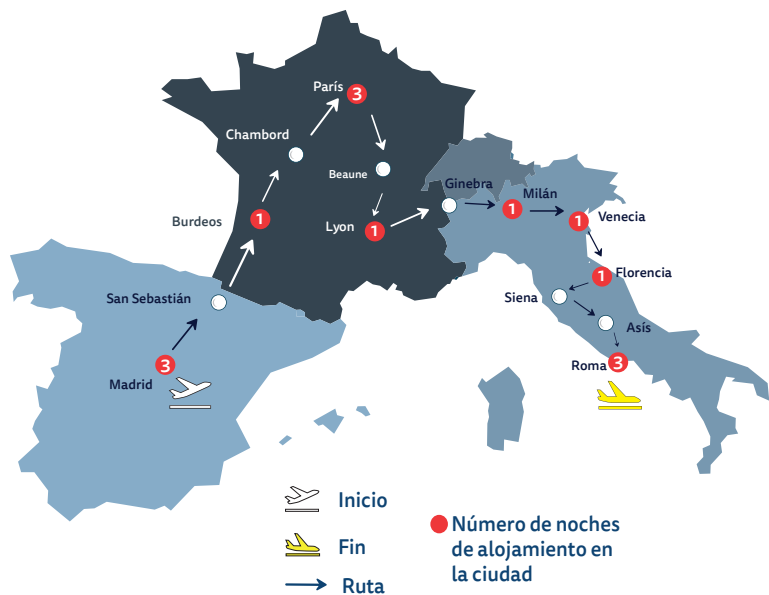 París
3
Chambord
Beaune
Ginebra
Milán
1
Burdeos
1
Lyon
1
1
Venecia
1
Florencia
San Sebastián
Siena
Asís
3
Madrid
Roma
3
Inicio
Fin
Ruta
Número de noches
de alojamiento en
la ciudad